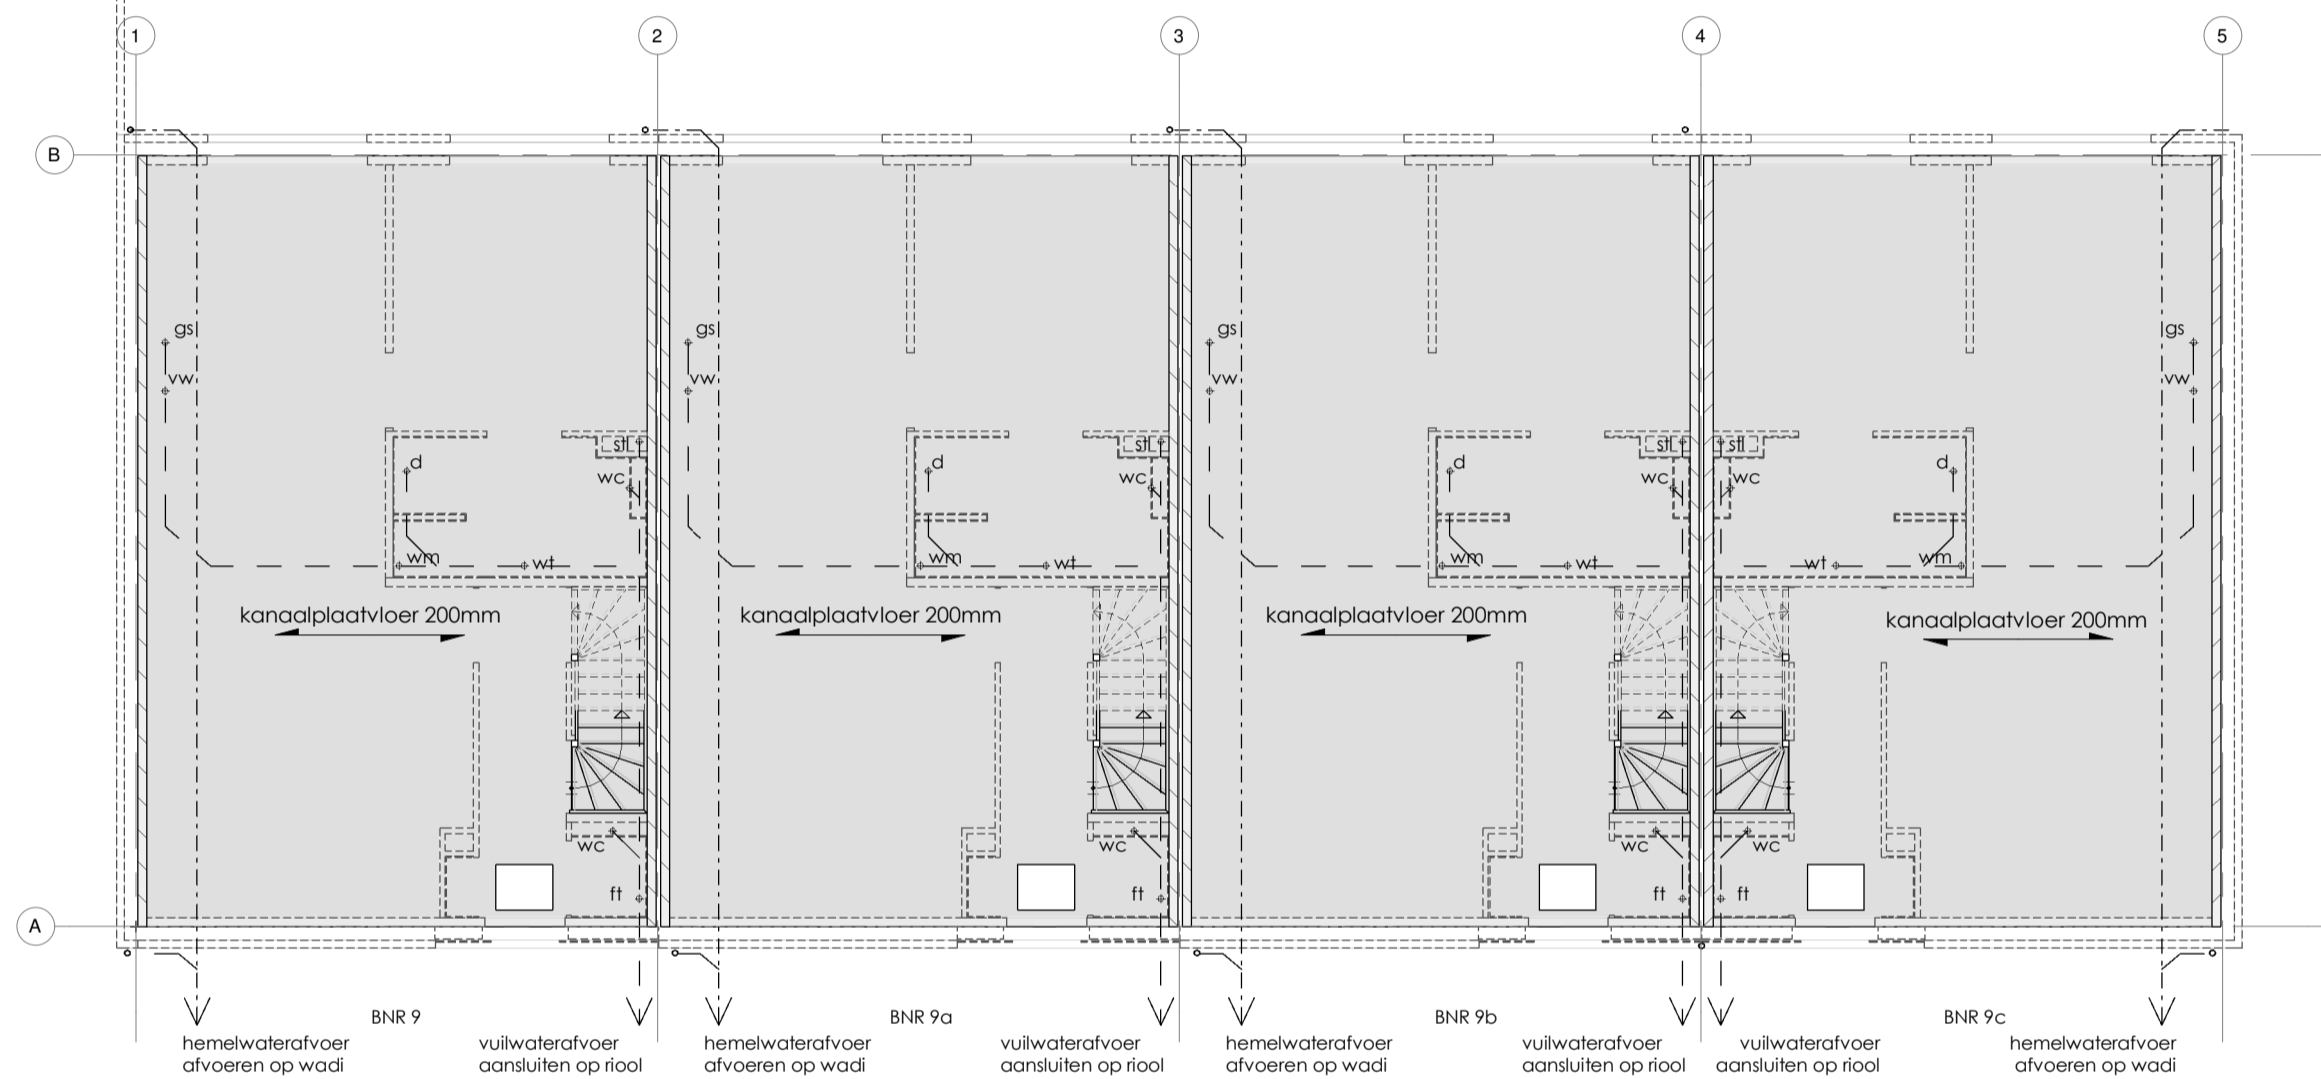 1 2 3 4 5
B
gs gs gs gs
vw vw vw vw
stl stl stl stl
d d d d
wc wc wc wc
wm wt wm wt wm wt wt wm
kanaalplaatvloer 200mm kanaalplaatvloer 200mm kanaalplaatvloer 200mm kanaalplaatvloer 200mm
wc wc wc wc
ft ft ft ft
A
BNR 9 BNR 9a BNR 9b BNR 9c
hemelwaterafvoer vuilwaterafvoer hemelwaterafvoer vuilwaterafvoer hemelwaterafvoer vuilwaterafvoer vuilwaterafvoer hemelwaterafvoer
afvoeren op wadi aansluiten op riool afvoeren op wadi aansluiten op riool afvoeren op wadi aansluiten op riool aansluiten op riool afvoeren op wadi